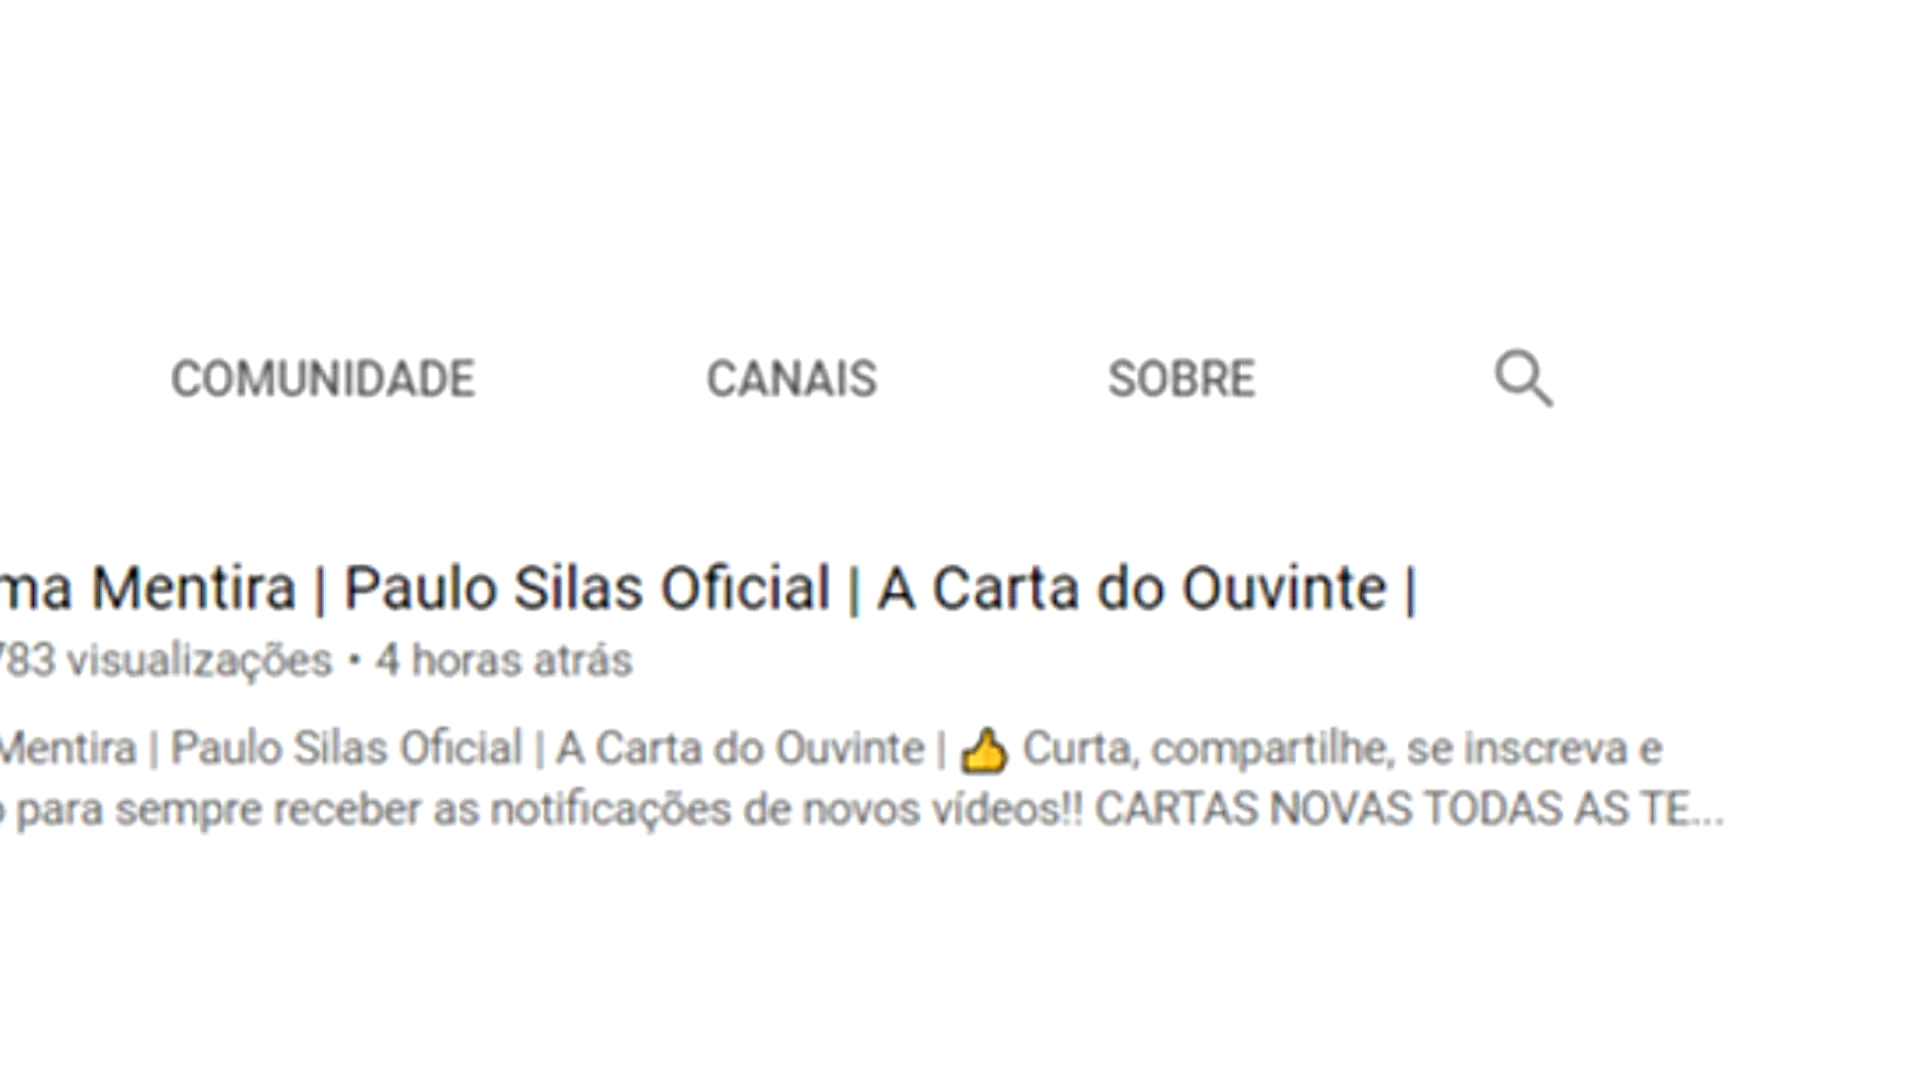 COMUNIDADE CANAIS SOBRE
ma Mentira | Paulo Silas Oficial | A Carta do Ouvinte |
783 visualizações • 4 horas atrás
Mentira | Paulo Silas Oficial | A Carta do Ouvinte | 👍 Curta, compartilhe, se inscreva e
o para sempre receber as notificações de novos vídeos!! CARTAS NOVAS TODAS AS TE...